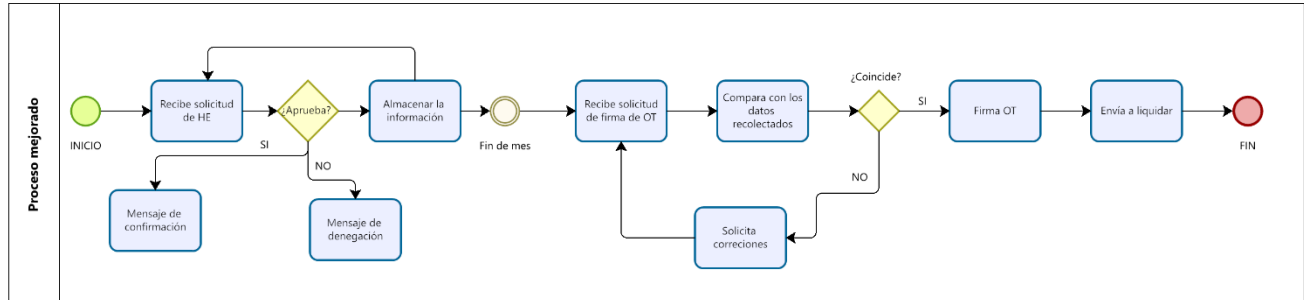 Proceso mejorado
INICIO
Recibe solicitud
de HE
¿Aprueba?
SI
NO
Mensaje de
confirmación
Mensaje de
denegación
Almacenar la
información
Fin de mes
Recibe solicitud
de firma de OT
Compara con los
datos
recolectados
¿Coincide?
SI
NO
Solicita
correciones
Firma OT
Envía a liquidar
FIN